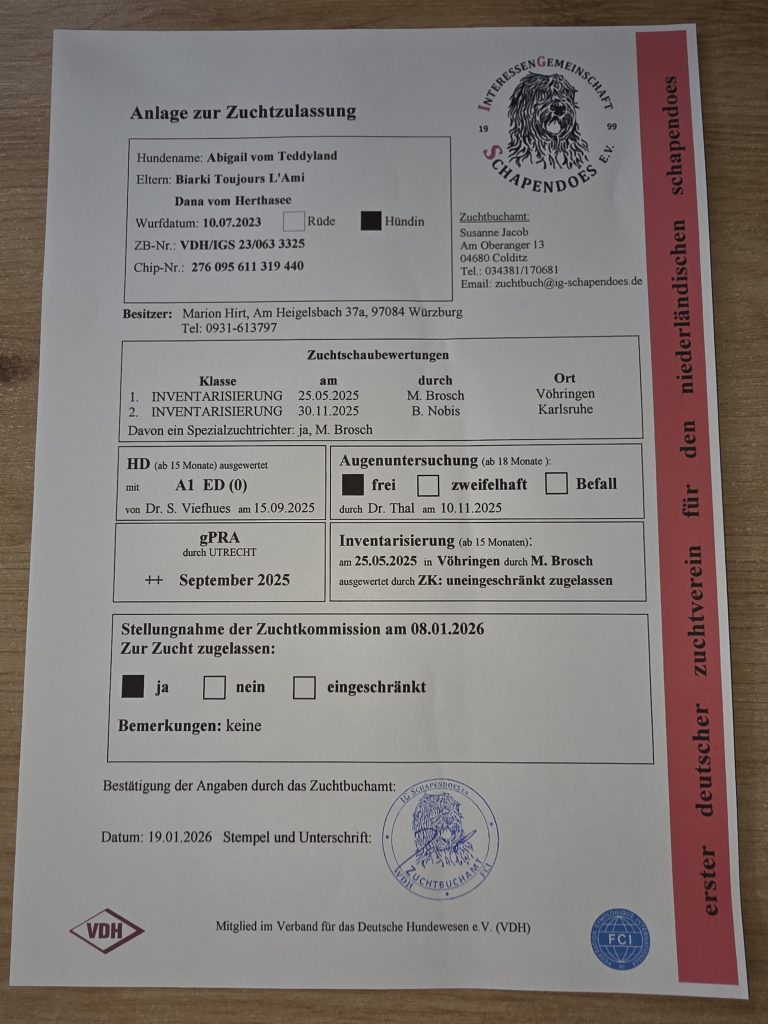 Anlage zur Zuchtzulassung
INTERESSENGEMEINSCHAFT
19 99
SCHAPENDOES E.V.
Hundename: Abigail vom Teddyland
Eltern: Biarki Toujours L'Ami
Dana vom Herthasee
Wurfdatum: 10.07.2023 Rüde Hündin
ZB-Nr.: VDH/IGS 23/063 3325
Chip-Nr.: 276 095 611 319 440
Zuchtbuchamt:
Susanne Jacob
Am Oberanger 13
04680 Colditz
Tel.: 034381/170681
Email: zuchtbuch@ig-schapendoes.de
Besitzer: Marion Hirt, Am Heigelsbach 37a, 97084 Würzburg
Tel: 0931-613797
Zuchtschaubewertungen
Klasse am durch Ort
1. INVENTARISIERUNG 25.05.2025 M. Brosch Vöhringen
2. INVENTARISIERUNG 30.11.2025 B. Nobis Karlsruhe
Davon ein Spezialzuchtrichter: ja, M. Brosch
HD (ab 15 Monate) ausgewertet
mit A1 ED (0)
von Dr. S. Viefhues am 15.09.2025
Augenuntersuchung (ab 18 Monate ):
frei zweifelhaft Befall
durch Dr. Thal am 10.11.2025
gPRA
durch UTRECHT
++ September 2025
Inventarisierung (ab 15 Monaten):
am 25.05.2025 in Vöhringen durch M. Brosch
ausgewertet durch ZK: uneingeschränkt zugelassen
Stellungnahme der Zuchtkommission am 08.01.2026
Zur Zucht zugelassen:
ja nein eingeschränkt
Bemerkungen: keine
Bestätigung der Angaben durch das Zuchtbuchamt:
Datum: 19.01.2026 Stempel und Unterschrift:
IG SCHAPENDOES e.V.
VDH ZUCHTBUCHAMT FCI
VDH
Mitglied im Verband für das Deutsche Hundewesen e.V. (VDH)
FCI
erster deutscher zuchtverein für den niederländischen schapendoes